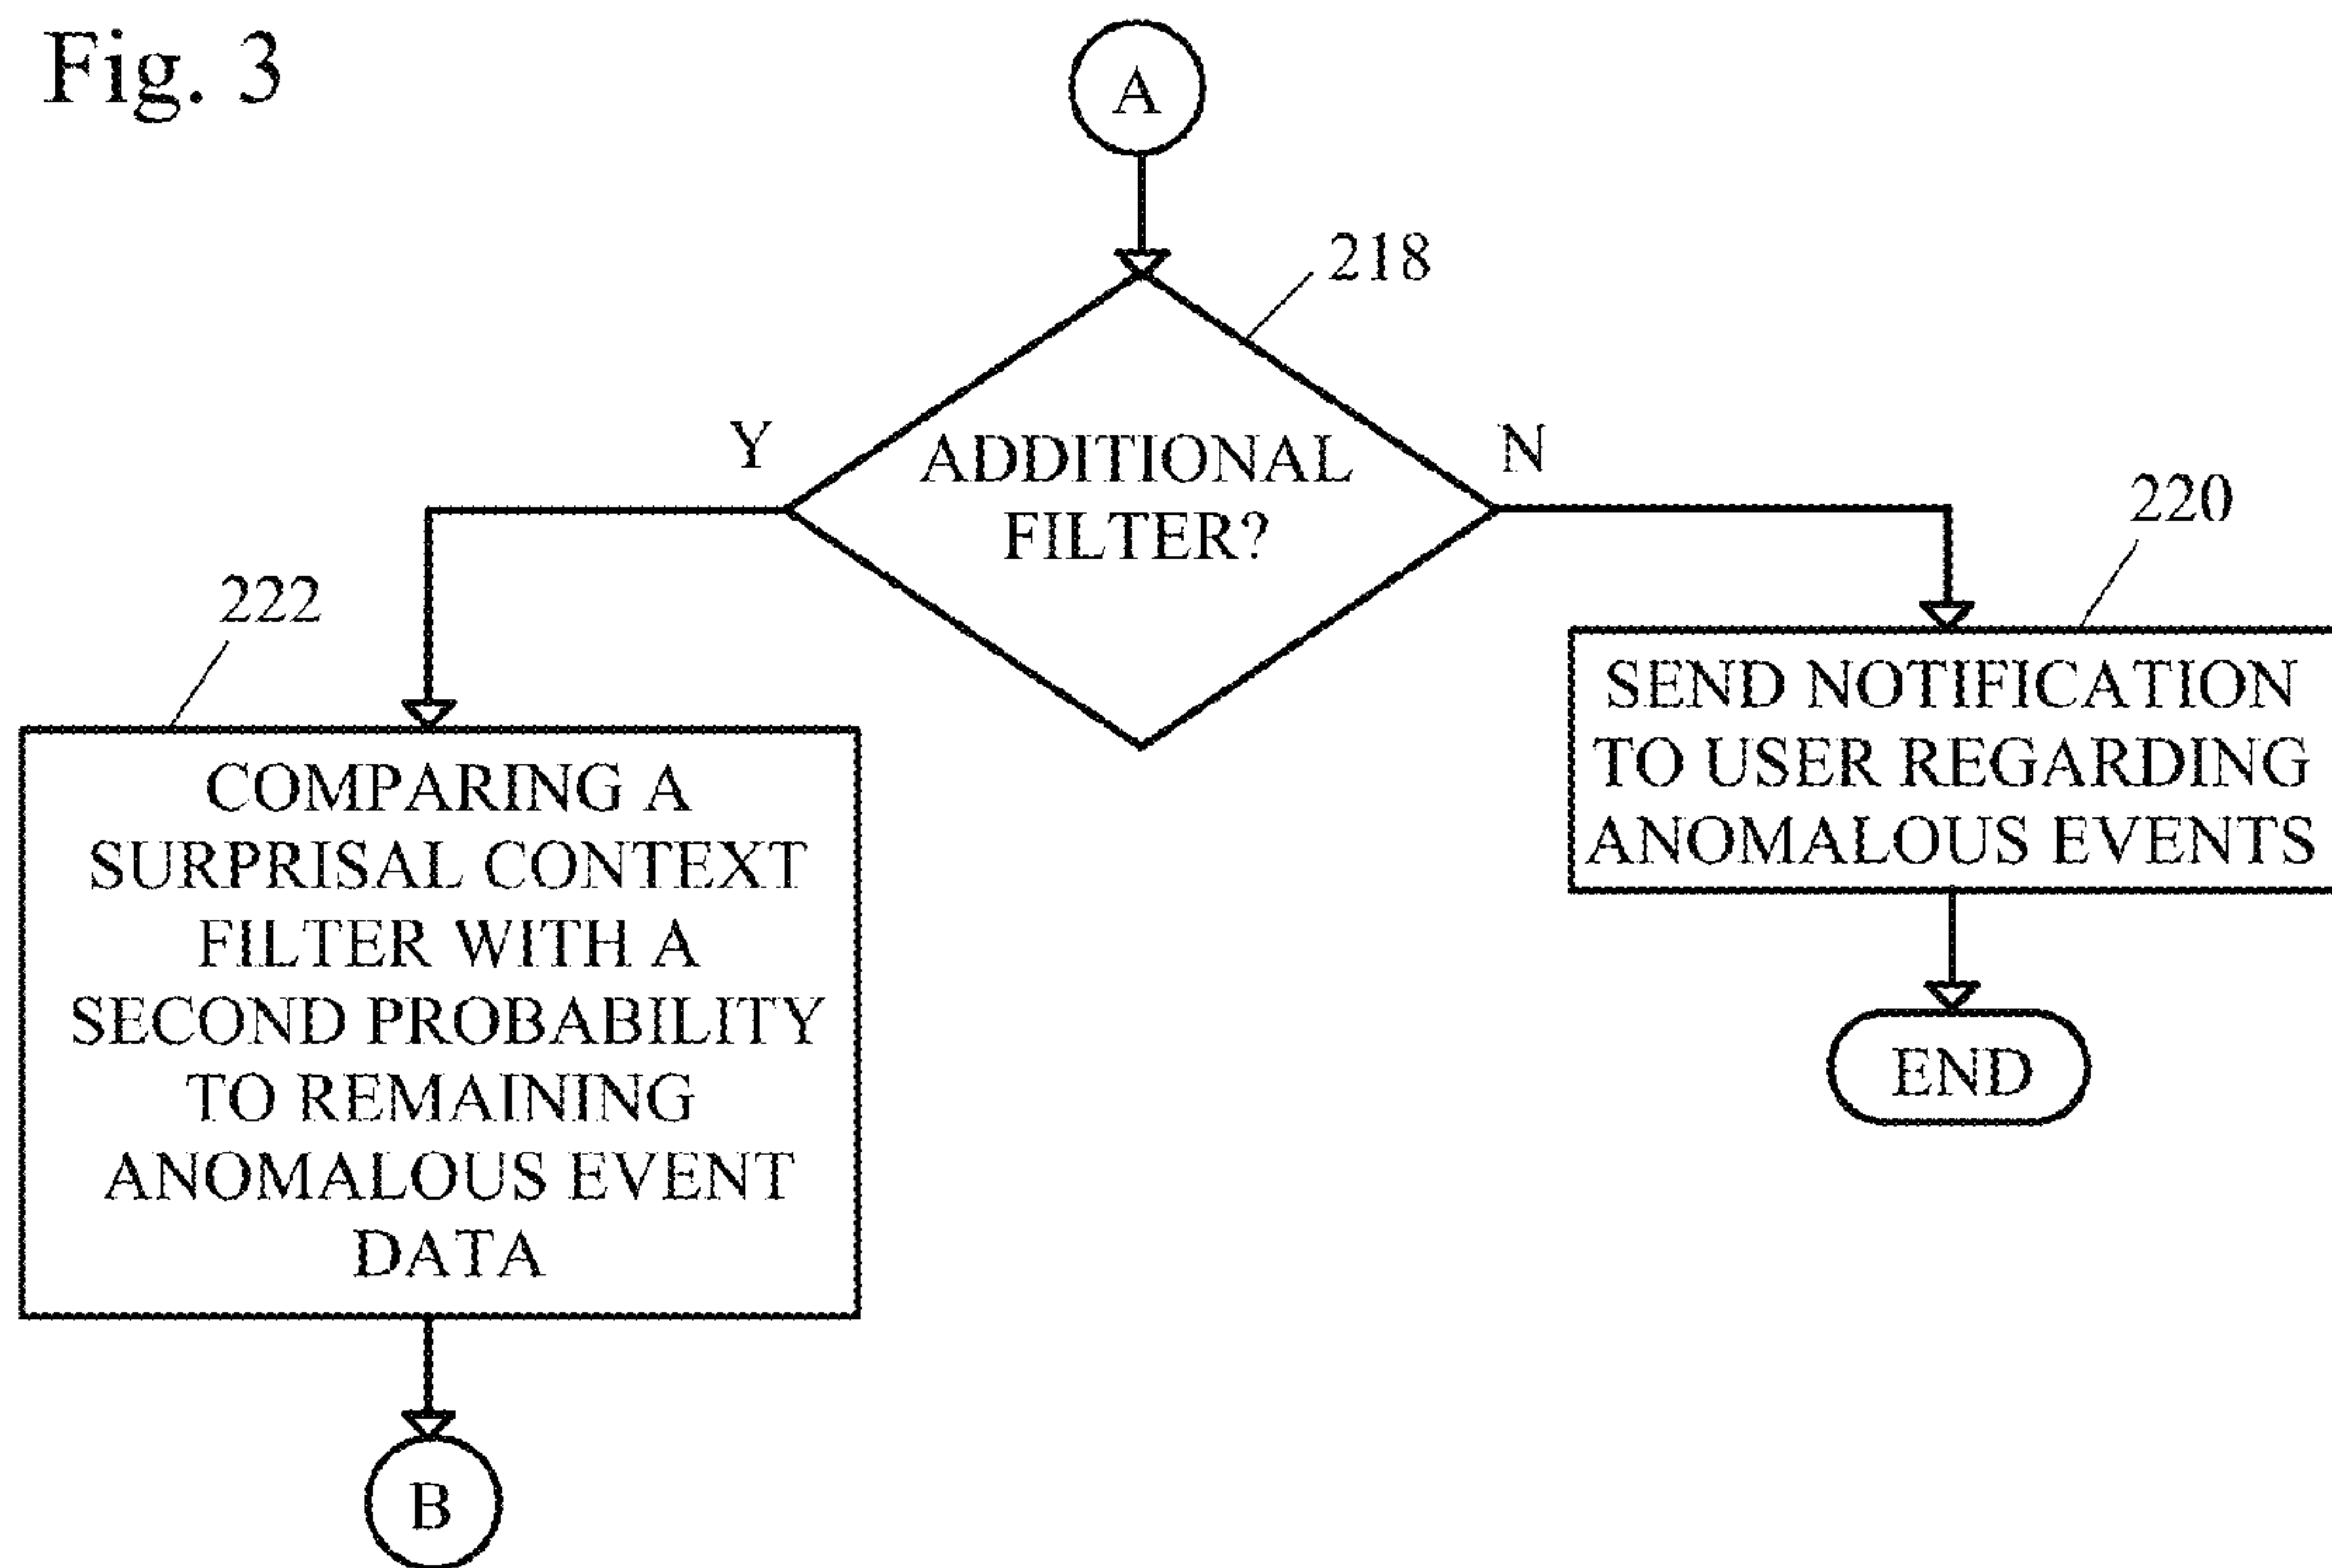 Fig. 3
A
218
Y
ADDITIONAL
FILTER?
N
220
222
SEND NOTIFICATION
TO USER REGARDING
ANOMALOUS EVENTS
COMPARING A
SURPRISAL CONTEXT
FILTER WITH A
SECOND PROBABILITY
TO REMAINING
ANOMALOUS EVENT
DATA
END
B